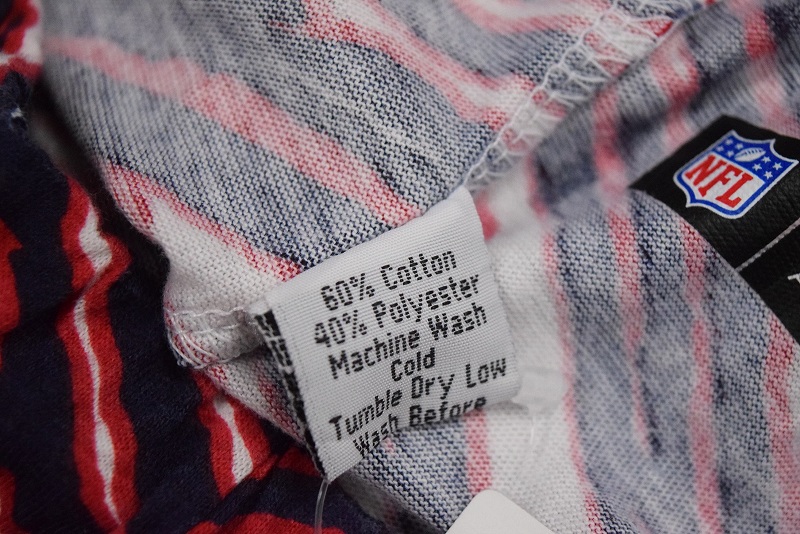 NFL
60% Cotton
40% Polyester
Machine Wash
Cold
Tumble Dry Low
Wash Before